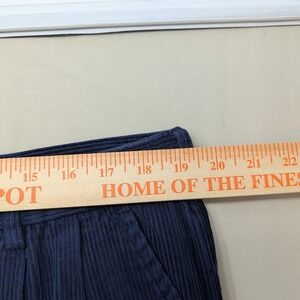 15 16 17 18 19 20 21 22
POT HOME OF THE FINES